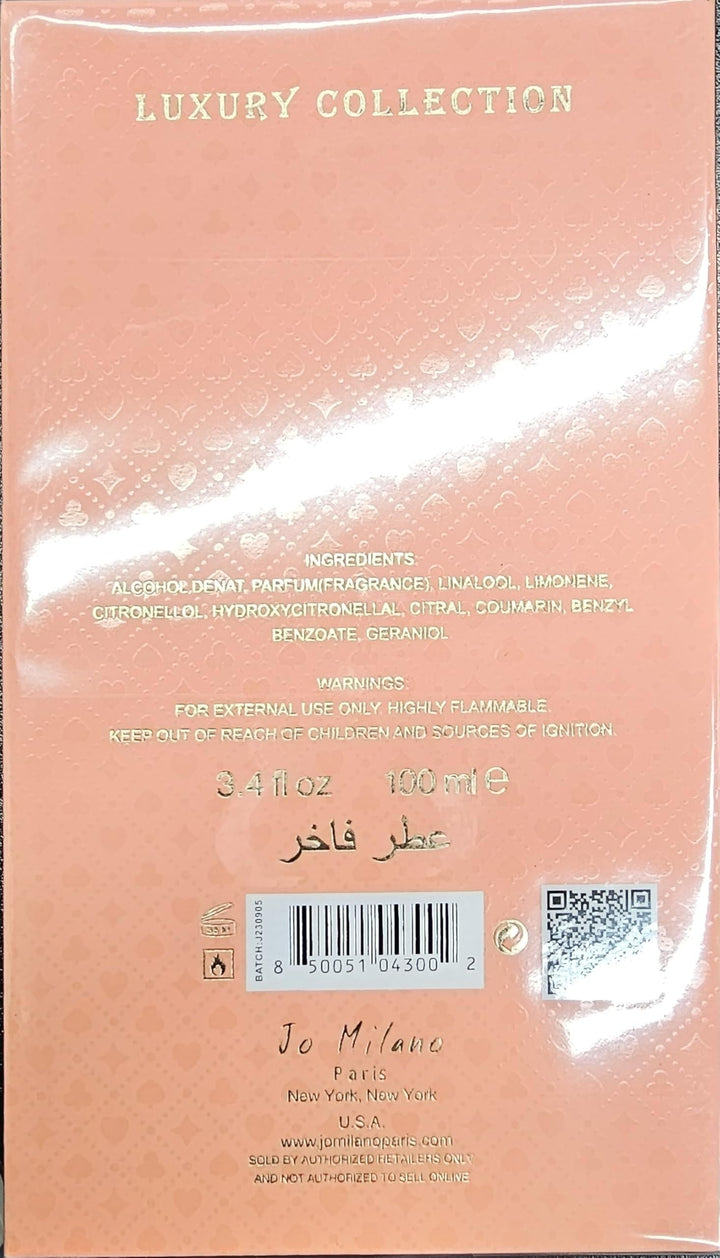 LUXURY COLLECTION
INGREDIENTS:
ALCOHOL DENAT. PARFUM(FRAGRANCE), LINALOOL, LIMONENE,
CITRONELLOL, HYDROXYCITRONELLAL, CITRAL, COUMARIN, BENZYL
BENZOATE, GERANIOL
WARNINGS:
FOR EXTERNAL USE ONLY. HIGHLY FLAMMABLE.
KEEP OUT OF REACH OF CHILDREN AND SOURCES OF IGNITION.
3.4 fl oz 100 ml e
عطر فاخر
BATCH:J230905
8 50051 04300 2
Jo Milano
Paris
New York, New York
U.S.A.
www.jomilanoparis.com
SOLD BY AUTHORIZED RETAILERS ONLY
AND NOT AUTHORIZED TO SELL ONLINE